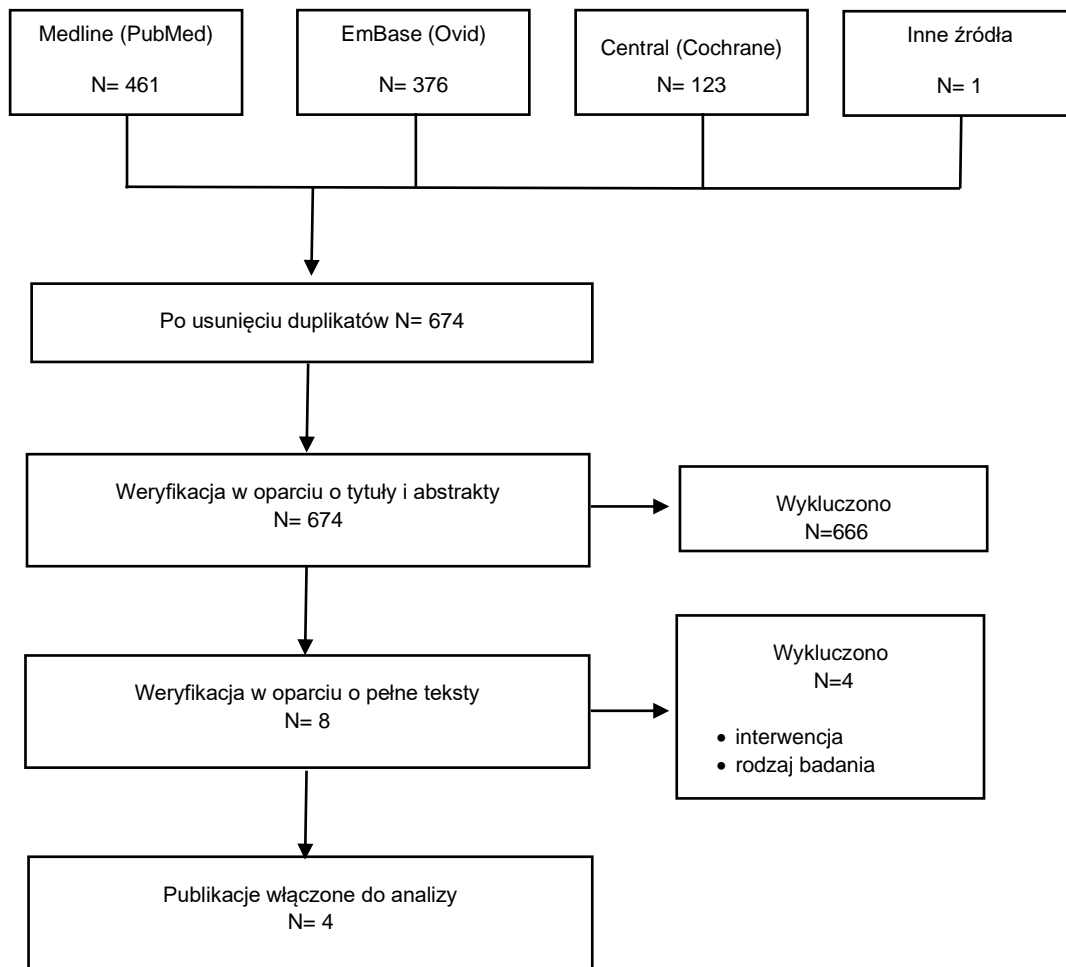 Medline (PubMed)
N= 461
EmBase (Ovid)
N= 376
Central (Cochrane)
N= 123
Inne źródła
N= 1
Po usunięciu duplikatów N= 674
Weryfikacja w oparciu o tytuły i abstrakty
N= 674
Wykluczono
N=666
Weryfikacja w oparciu o pełne teksty
N= 8
Wykluczono
N=4
• interwencja
• rodzaj badania
Publikacje włączone do analizy
N= 4